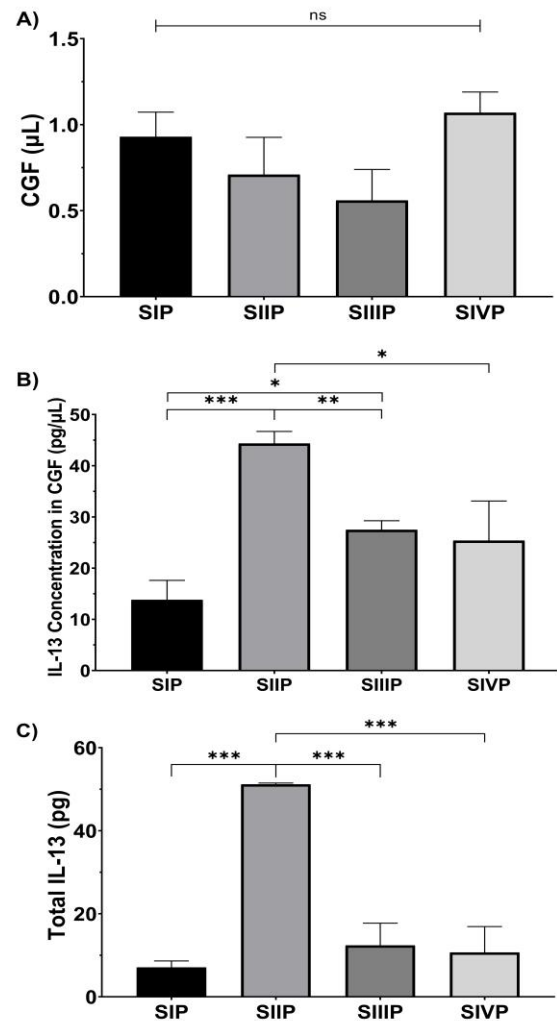 A)
ns
CGF (µL)
1.5
1.0
0.5
0.0
SIP SIIP SIIIP SIVP
B)
*
*
*** **
IL-13 Concentration in CGF (pg/µL)
50
40
30
20
10
0
SIP SIIP SIIIP SIVP
C)
***
*** ***
Total IL-13 (pg)
60
40
20
0
SIP SIIP SIIIP SIVP